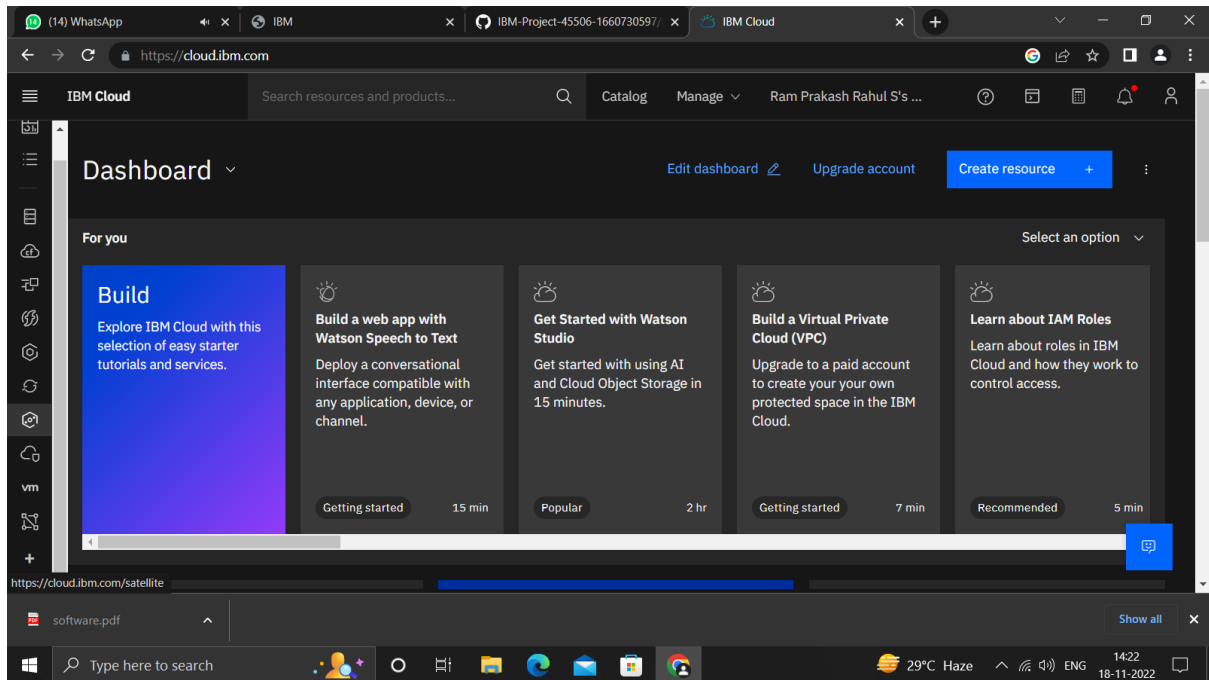 14
(14) WhatsApp
IBM
IBM-Project-45506-1660730597/
IBM Cloud
https://cloud.ibm.com
IBM Cloud
Search resources and products...
Catalog
Manage
Ram Prakash Rahul S's ...
31
Dashboard
Edit dashboard
Upgrade account
Create resource +
For you
Select an option
cf
Build
Explore IBM Cloud with this
selection of easy starter
tutorials and services.
Build a web app with
Watson Speech to Text
Deploy a conversational
interface compatible with
any application, device, or
channel.
Getting started
15 min
Get Started with Watson
Studio
Get started with using AI
and Cloud Object Storage in
15 minutes.
Popular
2 hr
Build a Virtual Private
Cloud (VPC)
Upgrade to a paid account
to create your your own
protected space in the IBM
Cloud.
Getting started
7 min
Learn about IAM Roles
Learn about roles in IBM
Cloud and how they work to
control access.
Recommended
5 min
vm
+
https://cloud.ibm.com/satellite
PDF
software.pdf
Show all
Type here to search
29°C Haze
ENG
14:22
18-11-2022